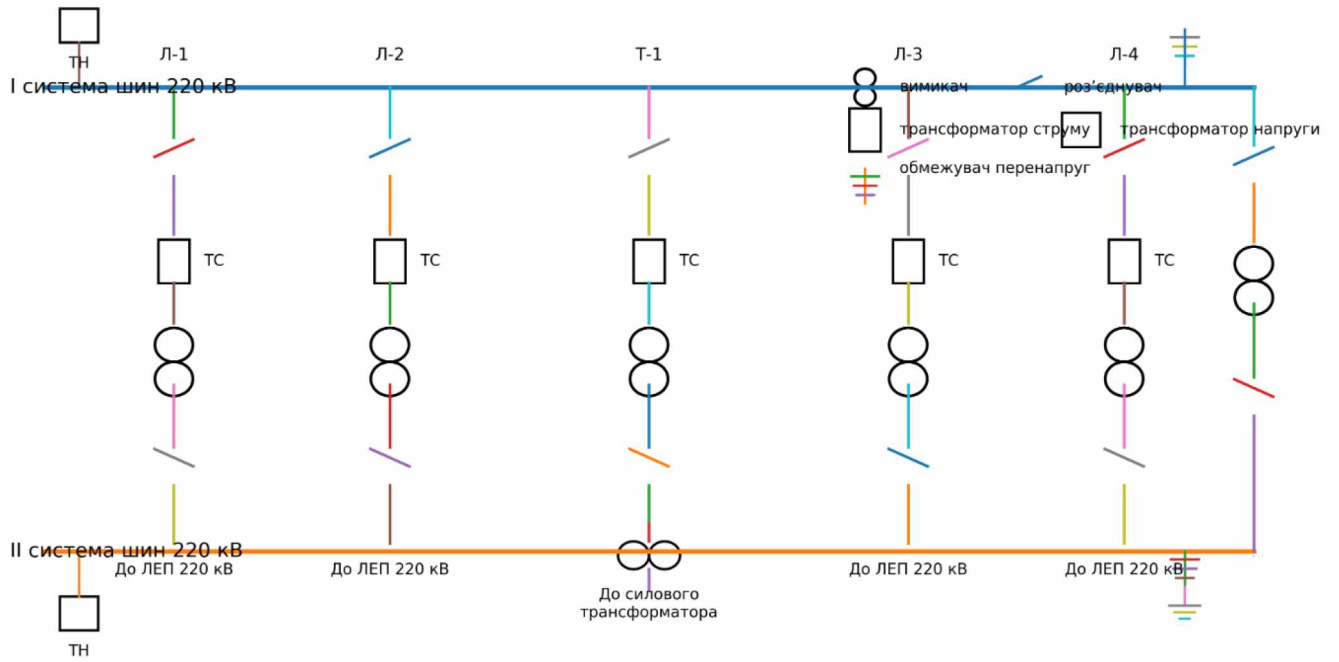 ТН
Л-1
Л-2
Т-1
Л-3
Л-4
I система шин 220 кВ
вимикач
роз’єднувач
трансформатор струму
трансформатор напруги
обмежувач перенапруг
ТС
ТС
ТС
ТС
ТС
II система шин 220 кВ
До ЛЕП 220 кВ
До ЛЕП 220 кВ
До силового
трансформатора
До ЛЕП 220 кВ
До ЛЕП 220 кВ
ТН